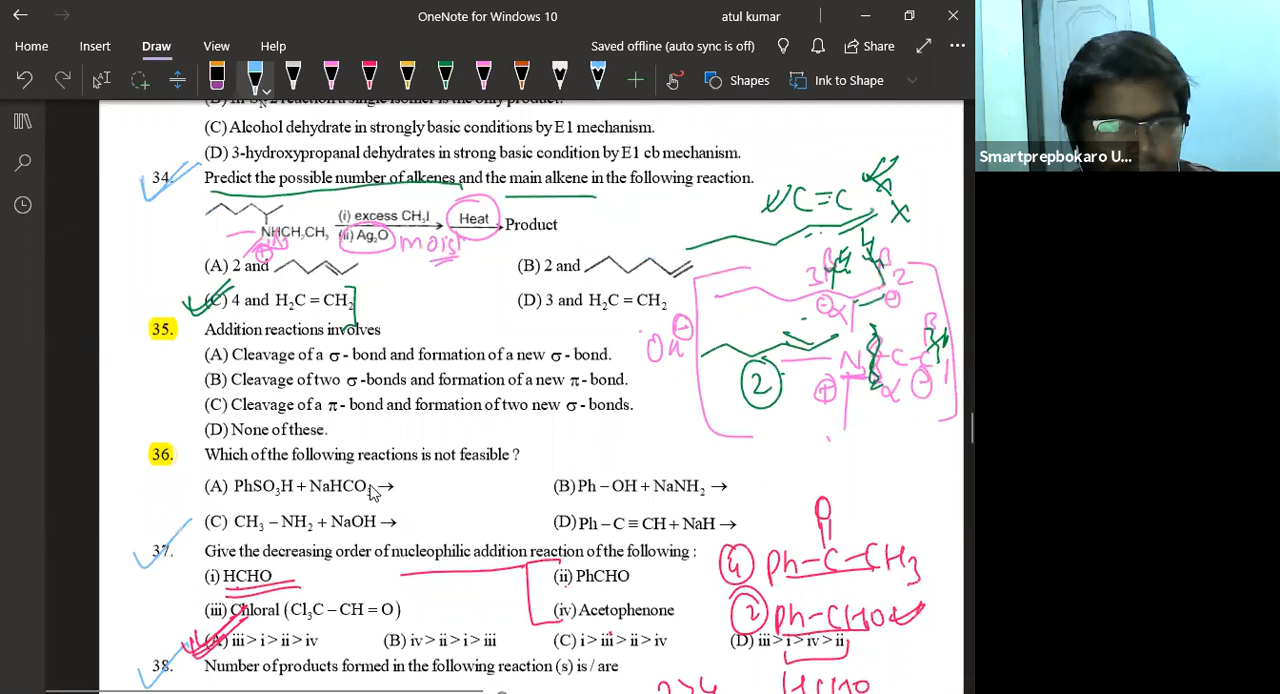 OneNote for Windows 10
atul kumar
Home Insert Draw View Help
Saved offline (auto sync is off)
Share
Shapes
Ink to Shape
(C) Alcohol dehydrate in strongly basic conditions by E1 mechanism.
(D) 3-hydroxypropanal dehydrates in strong basic condition by E1 cb mechanism.
34. Predict the possible number of alkenes and the main alkene in the following reaction.
(i) excess CH₃I
(ii) Ag₂O
moist
Heat
Product
NHCH₂CH₃
(A) 2 and
(B) 2 and
(C) 4 and H₂C = CH₂
(D) 3 and H₂C = CH₂
35. Addition reactions involves
(A) Cleavage of a σ - bond and formation of a new σ - bond.
(B) Cleavage of two σ -bonds and formation of a new π - bond.
(C) Cleavage of a π - bond and formation of two new σ - bonds.
(D) None of these.
36. Which of the following reactions is not feasible ?
(A) PhSO₃H + NaHCO₃ →
(B) Ph – OH + NaNH₂ →
(C) CH₃ – NH₂ + NaOH →
(D) Ph – C ≡ CH + NaH →
37. Give the decreasing order of nucleophilic addition reaction of the following :
(i) HCHO
(ii) PhCHO
(iii) Chloral (Cl₃C – CH = O)
(iv) Acetophenone
(A) iii > i > ii > iv
(B) iv > ii > i > iii
(C) i > iii > ii > iv
(D) iii > i > iv > ii
38. Number of products formed in the following reaction (s) is / are
C=C
2
4 Ph–C–CH₃
2 Ph–CHO
HCHO
Smartprepbokaro U...